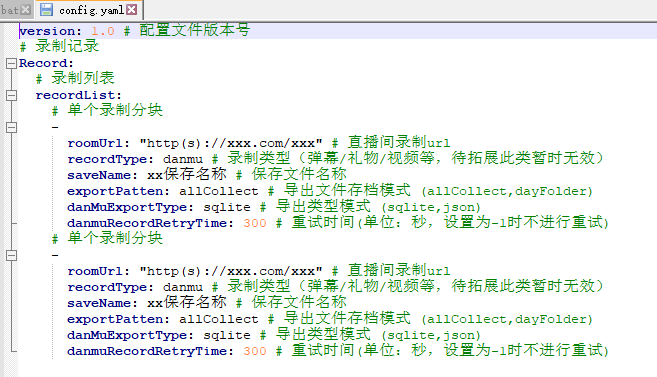 bat config.yaml
version: 1.0 # 配置文件版本号
# 录制记录
Record:
  # 录制列表
  recordList:
    # 单个录制分块
    -
      roomUrl: "http(s)://xxx.com/xxx" # 直播间录制url
      recordType: danmu # 录制类型（弹幕/礼物/视频等，待拓展此类暂时无效）
      saveName: xx保存名称 # 保存文件名称
      exportPatten: allCollect # 导出文件存档模式 (allCollect,dayFolder)
      danMuExportType: sqlite # 导出类型模式 (sqlite,json)
      danmuRecordRetryTime: 300 # 重试时间(单位: 秒，设置为-1时不进行重试)
    # 单个录制分块
    -
      roomUrl: "http(s)://xxx.com/xxx" # 直播间录制url
      recordType: danmu # 录制类型（弹幕/礼物/视频等，待拓展此类暂时无效）
      saveName: xx保存名称 # 保存文件名称
      exportPatten: allCollect # 导出文件存档模式 (allCollect,dayFolder)
      danMuExportType: sqlite # 导出类型模式 (sqlite,json)
      danmuRecordRetryTime: 300 # 重试时间(单位: 秒，设置为-1时不进行重试)